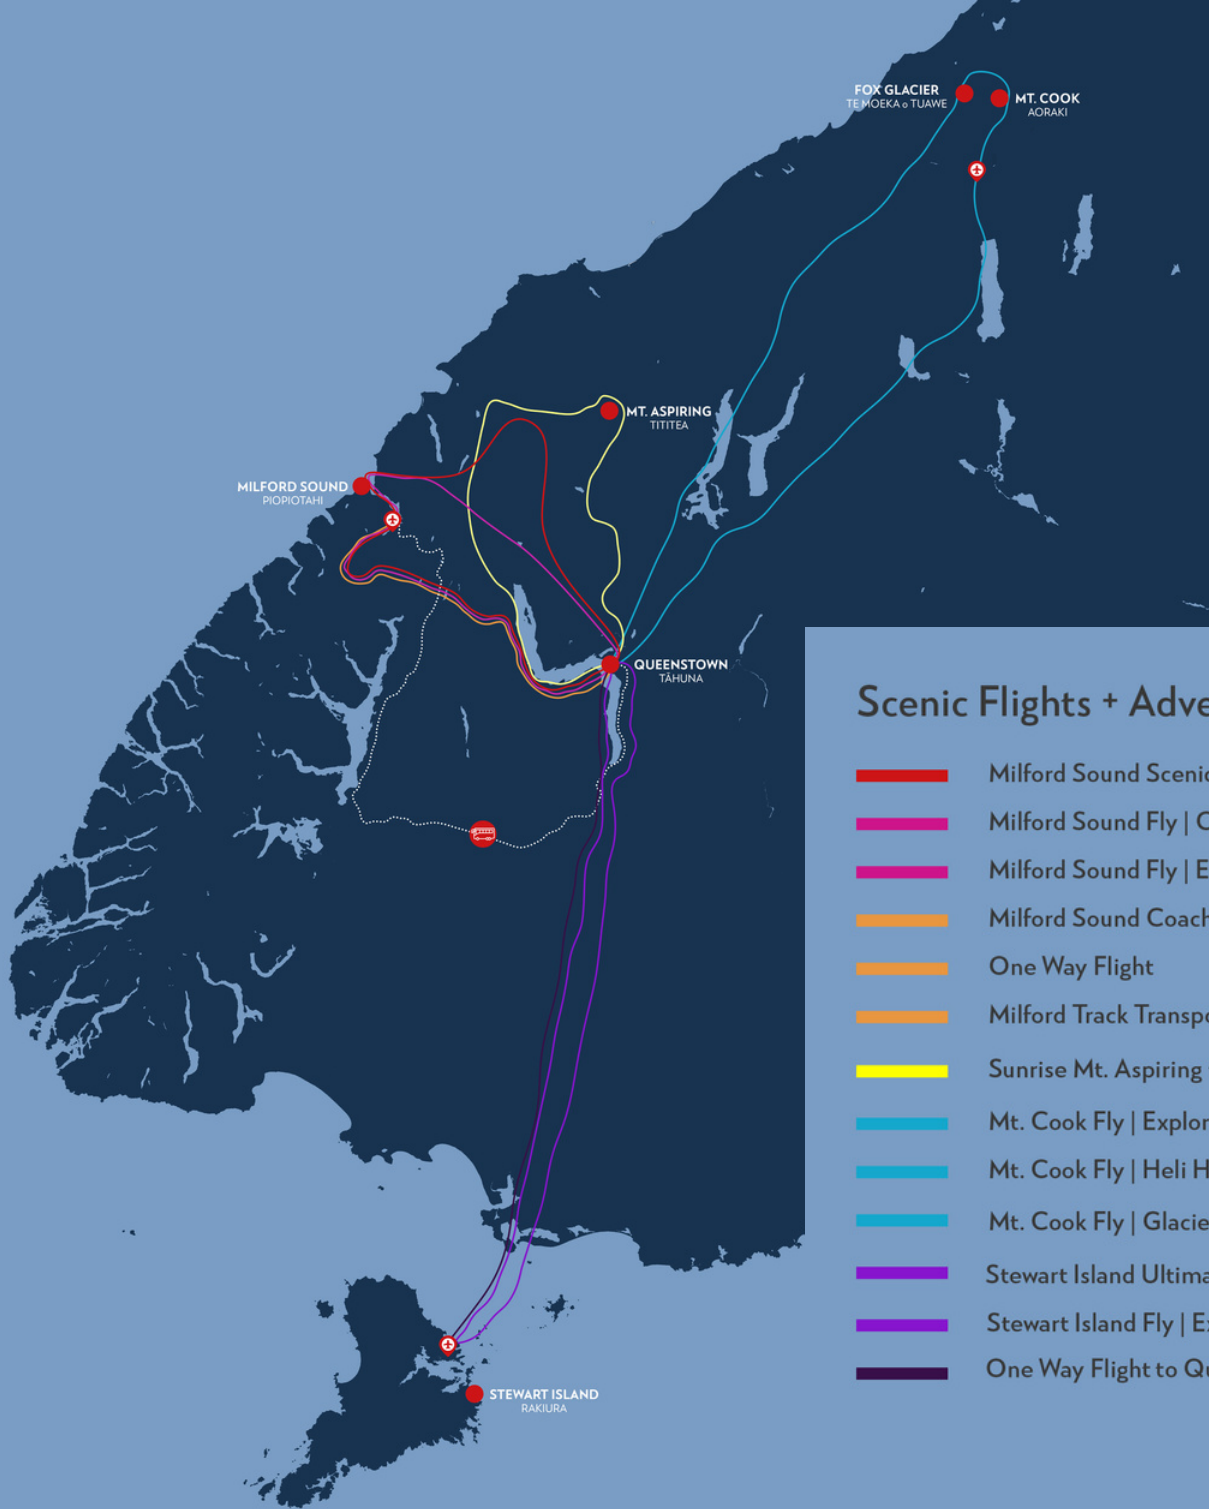 FOX GLACIER
TE MOEKA o TUAWE
MT. COOK
AORAKI
MT. ASPIRING
TITITEA
MILFORD SOUND
PIOPIOTAHI
QUEENSTOWN
TĀHUNA
STEWART ISLAND
RAKIURA
Scenic Flights + Adve
Milford Sound Scenic
Milford Sound Fly | C
Milford Sound Fly | E
Milford Sound Coach
One Way Flight
Milford Track Transpo
Sunrise Mt. Aspiring
Mt. Cook Fly | Explor
Mt. Cook Fly | Heli H
Mt. Cook Fly | Glacie
Stewart Island Ultima
Stewart Island Fly | Ex
One Way Flight to Qu